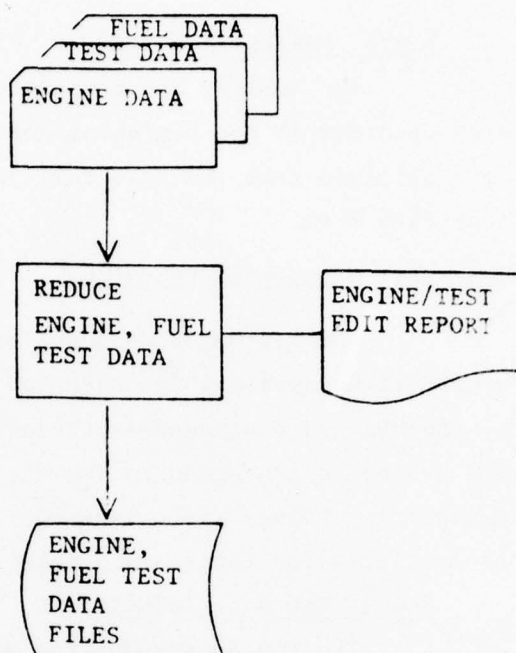 FUEL DATA
TEST DATA
ENGINE DATA
REDUCE
ENGINE, FUEL
TEST DATA
ENGINE/TEST
EDIT REPORT
ENGINE,
FUEL TEST
DATA
FILES